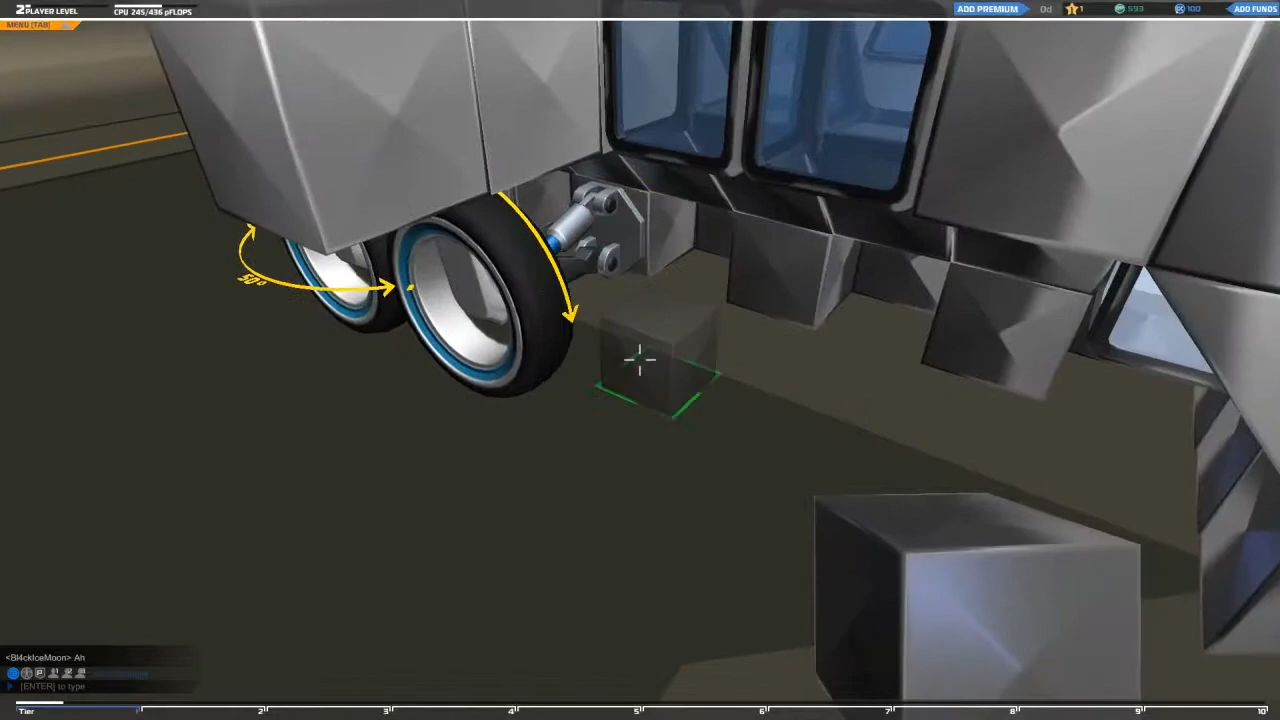 2 PLAYER LEVEL
CPU 245/436 pFLOPS
ADD PREMIUM
0d
1
593
100
ADD FUNDS
MENU [TAB]
50°
<Bl4ckIceMoon> Ah
[ENTER] to type
Tier 1 2 3 4 5 6 7 8 9 10